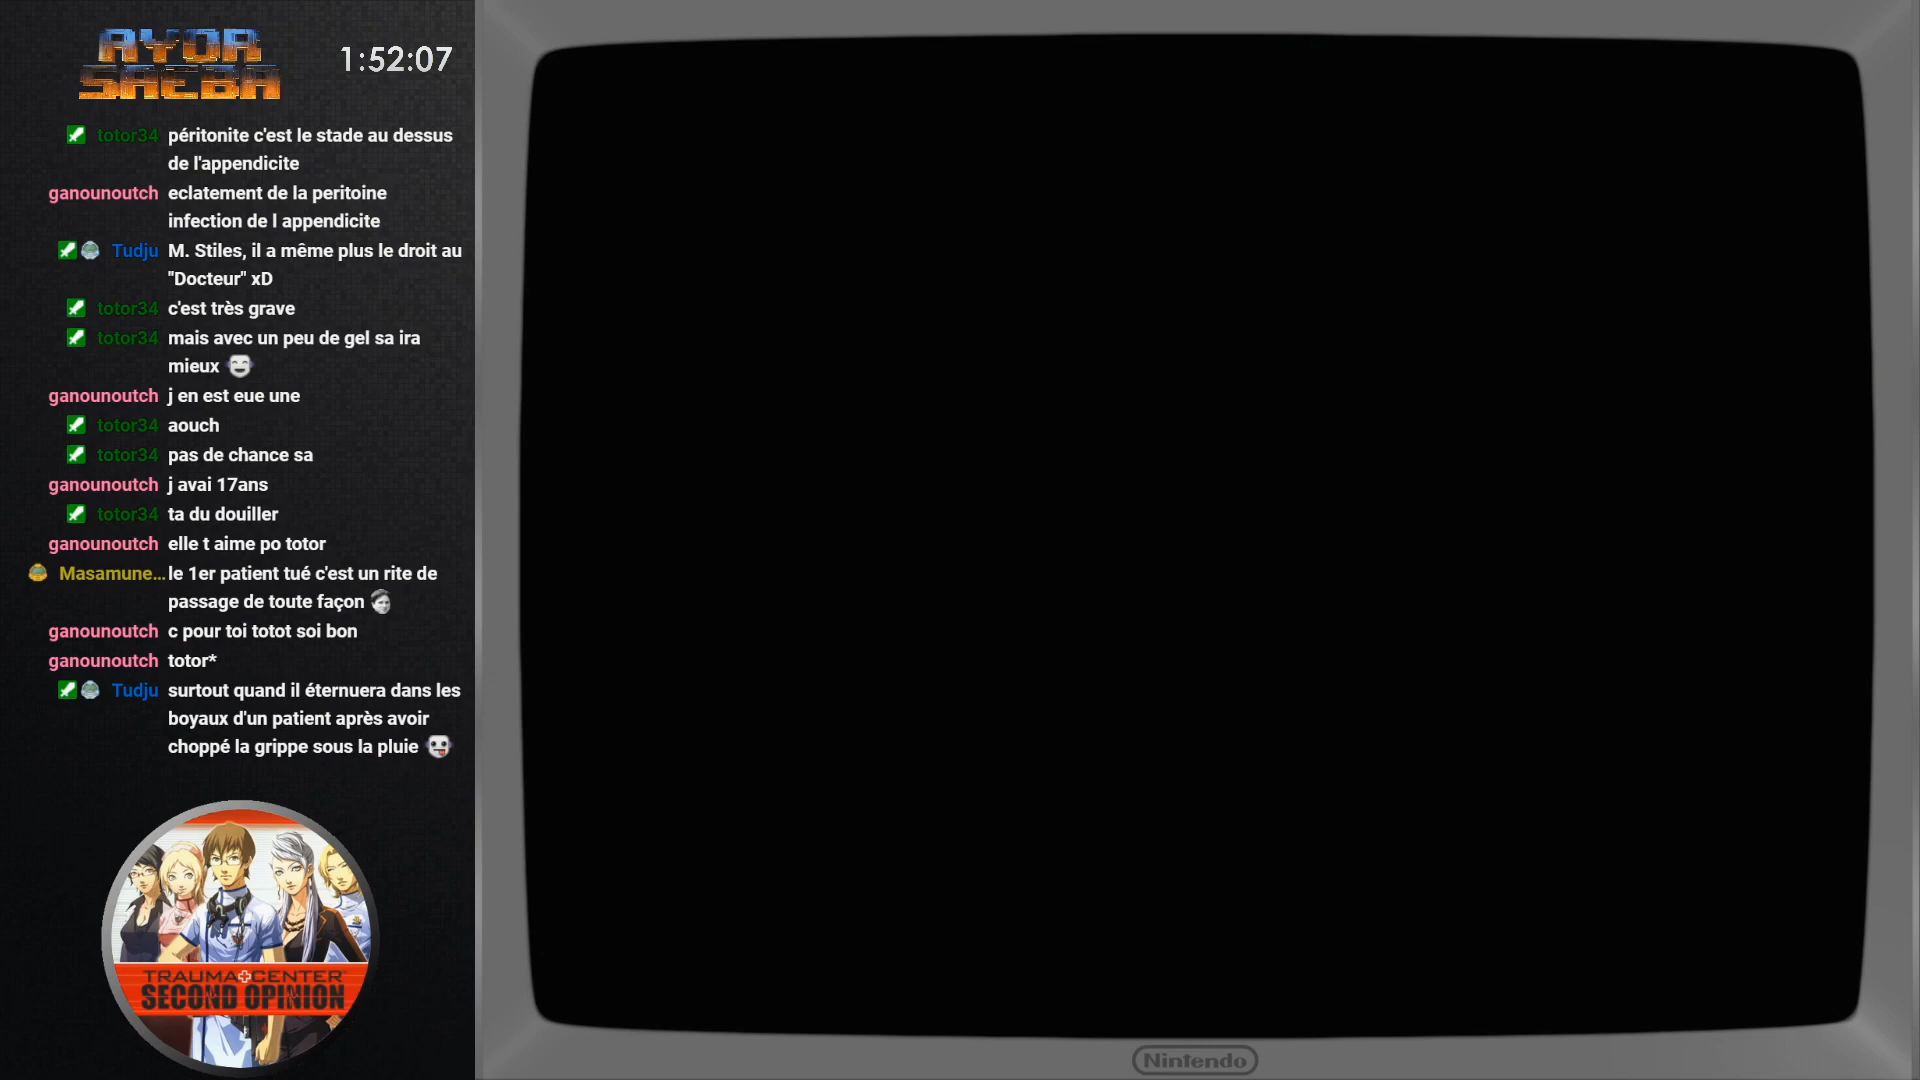 RYOR
SAEBA
1:52:07
totor34 péritonite c'est le stade au dessus
de l'appendicite
ganounoutch eclatement de la peritoine
infection de l appendicite
Tudju M. Stiles, il a même plus le droit au
"Docteur" xD
totor34 c'est très grave
totor34 mais avec un peu de gel sa ira
mieux
ganounoutch j en est eue une
totor34 aouch
totor34 pas de chance sa
ganounoutch j avai 17ans
totor34 ta du douiller
ganounoutch elle t aime po totor
Masamune... le 1er patient tué c'est un rite de
passage de toute façon
ganounoutch c pour toi totot soi bon
ganounoutch totor*
Tudju surtout quand il éternuera dans les
boyaux d'un patient après avoir
choppé la grippe sous la pluie
TRAUMA CENTER
SECOND OPINION
Nintendo